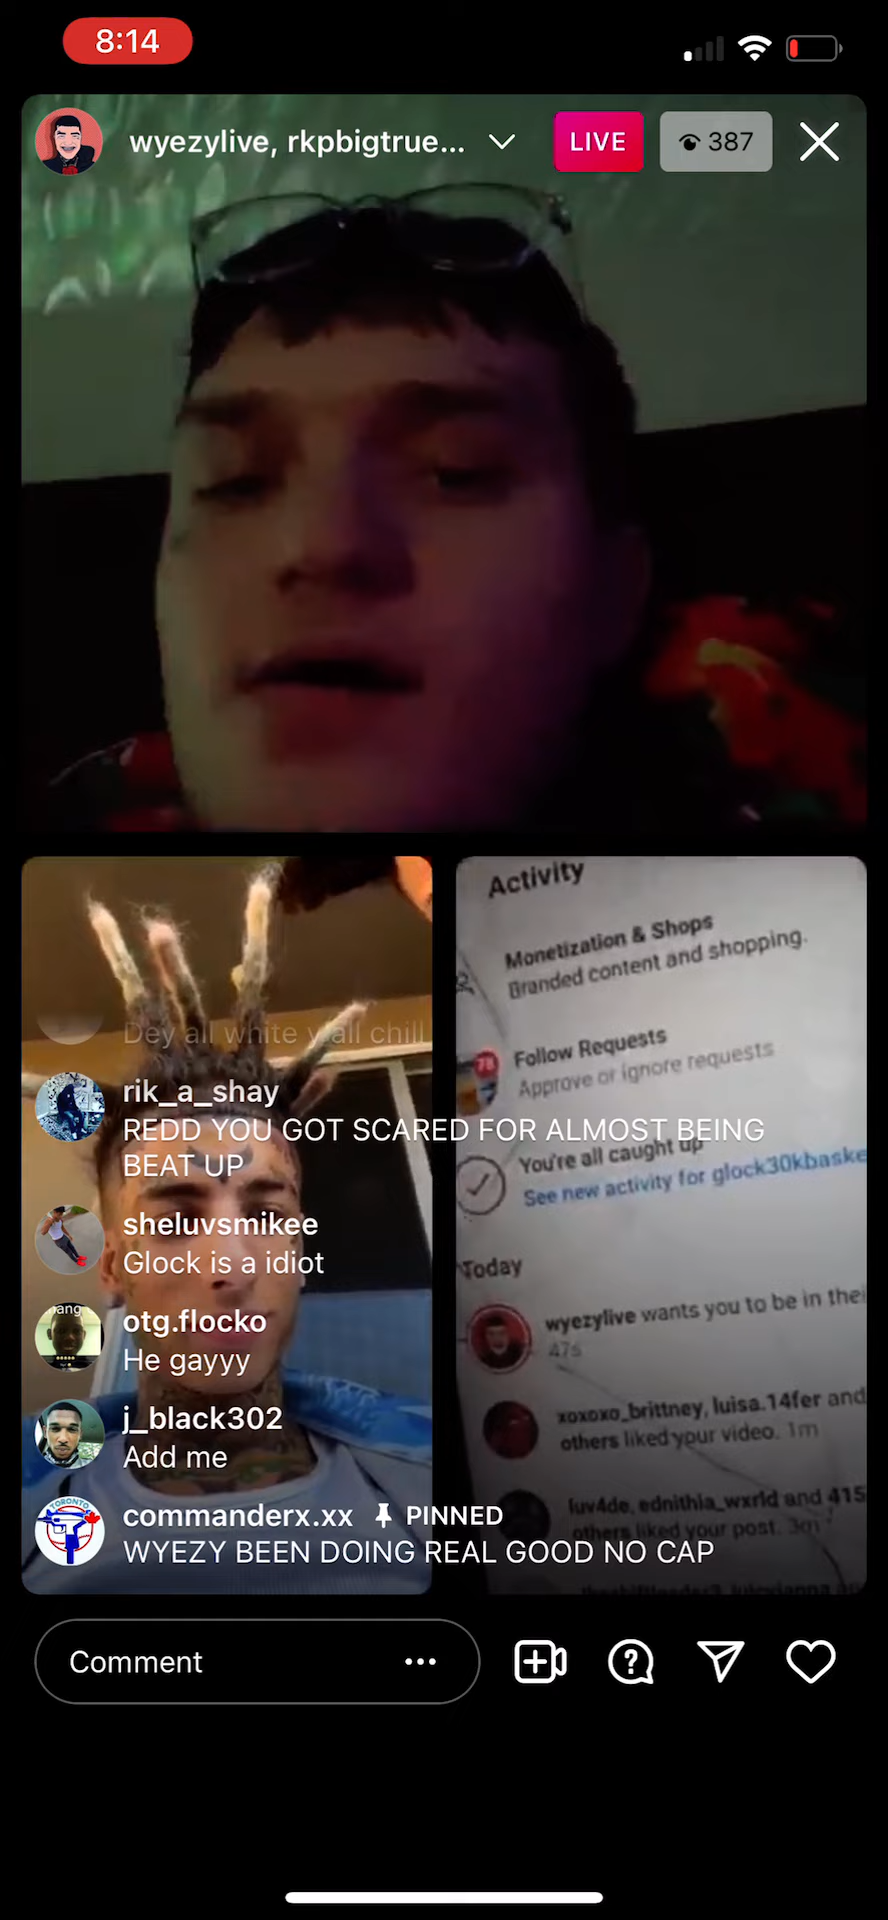 8:14
wyezylive, rkpbigtrue...
LIVE
387
Activity
Monetization & Shops
Branded content and shopping.
Follow Requests
78
Approve or ignore requests
You're all caught up
See new activity for glock30kbaske
Today
wyezylive wants you to be in thei
47s
xoxoxo_brittney, luisa.14fer and
others liked your video. 1m
luv4de, ednithia_wxrld and 415
others liked your post. 3m
Dey all white y'all chill
rik_a_shay
REDD YOU GOT SCARED FOR ALMOST BEING
BEAT UP
sheluvsmikee
Glock is a idiot
otg.flocko
He gayyy
j_black302
Add me
TORONTO
commanderx.xx PINNED
WYEZY BEEN DOING REAL GOOD NO CAP
Comment